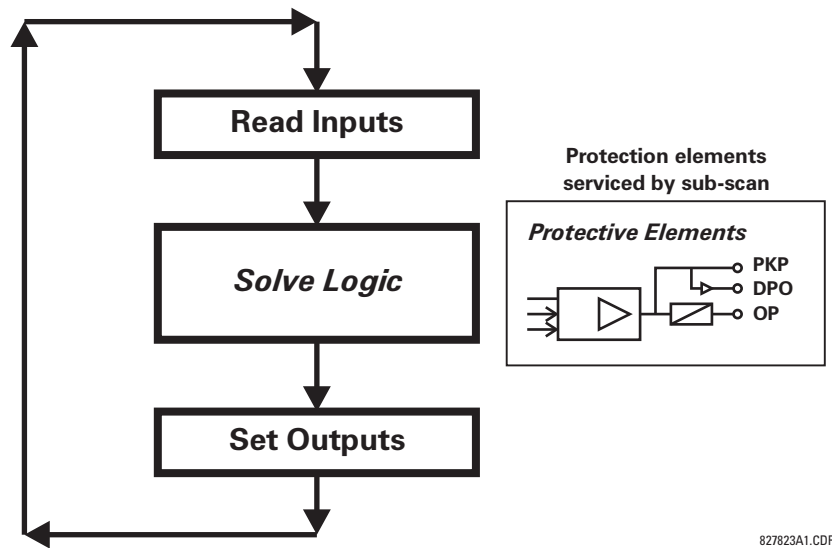 Read Inputs
Solve Logic
Set Outputs
Protection elements
serviced by sub-scan
Protective Elements
PKP
DPO
OP
827823A1.CDR